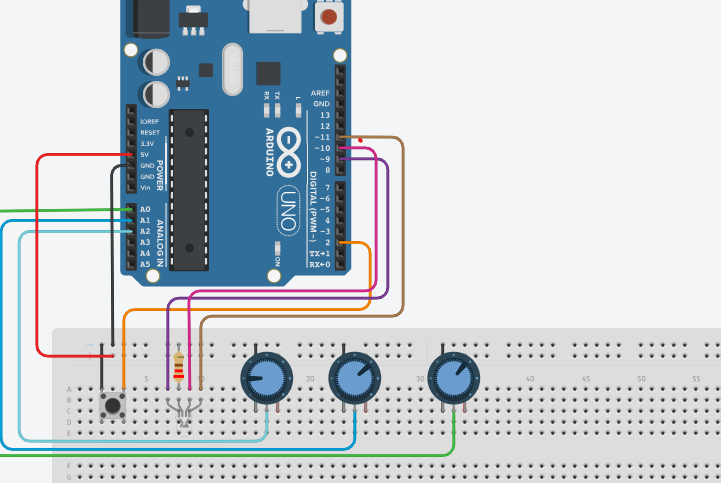 AREF
GND
13
12
~11
~10
~9
8
7
~6
~5
4
~3
2
TX→1
RX←0
DIGITAL (PWM~)
IOREF
RESET
3.3V
5V
GND
GND
Vin
POWER
A0
A1
A2
A3
A4
A5
ANALOG IN
RX
TX
L
ARDUINO
UNO
ON
5
10
20
30
40
50
55
A
B
C
D
E
F
G